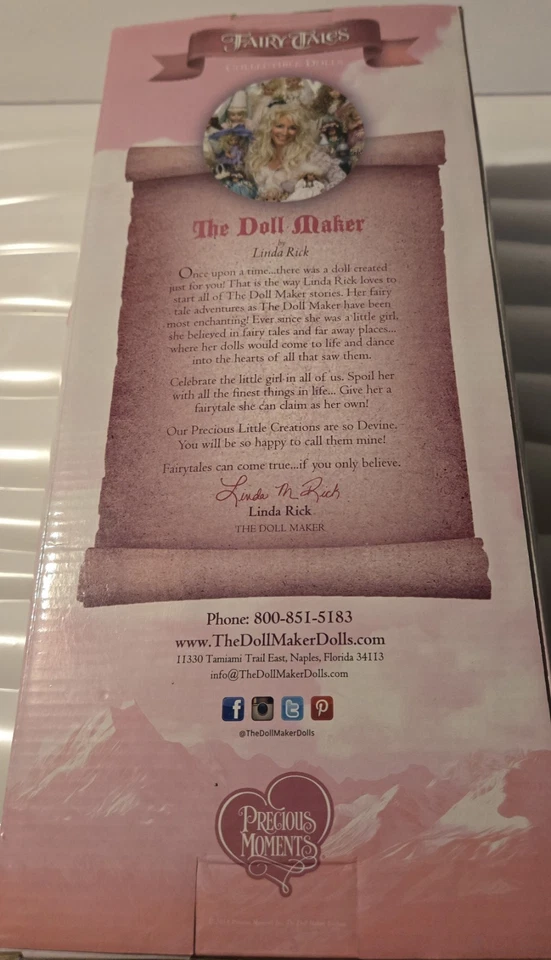 Fairy Tales
Collectible Dolls
The Doll Maker
by
Linda Rick
Once upon a time...there was a doll created
just for you! That is the way Linda Rick loves to
start all of The Doll Maker stories. Her fairy
tale adventures as The Doll Maker have been
most enchanting! Ever since she was a little girl,
she believed in fairy tales and far away places...
where her dolls would come to life and dance
into the hearts of all that saw them.
Celebrate the little girl in all of us. Spoil her
with all the finest things in life... Give her a
fairytale she can claim as her own!
Our Precious Little Creations are so Devine.
You will be so happy to call them mine!
Fairytales can come true...if you only believe.
Linda M Rick
Linda Rick
THE DOLL MAKER
Phone: 800-851-5183
www.TheDollMakerDolls.com
11330 Tamiami Trail East, Naples, Florida 34113
info@TheDollMakerDolls.com
@TheDollMakerDolls
PRECIOUS
MOMENTS